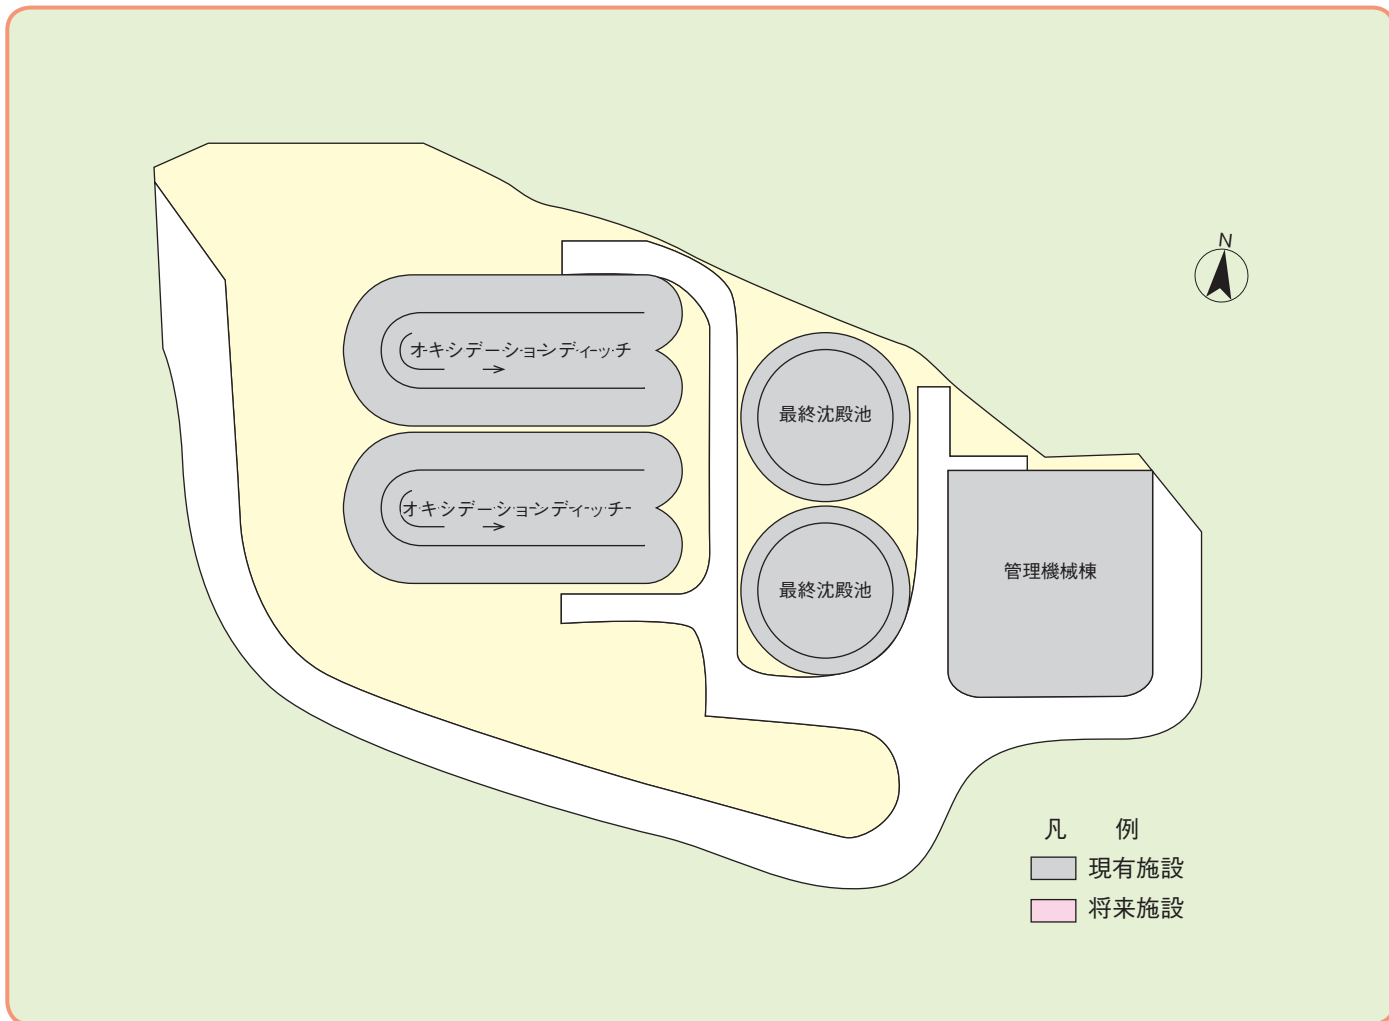 N
オキシデーションディッチ
最終沈殿池
オキシデーションディッチ
管理機械棟
最終沈殿池
凡　例
現有施設
将来施設